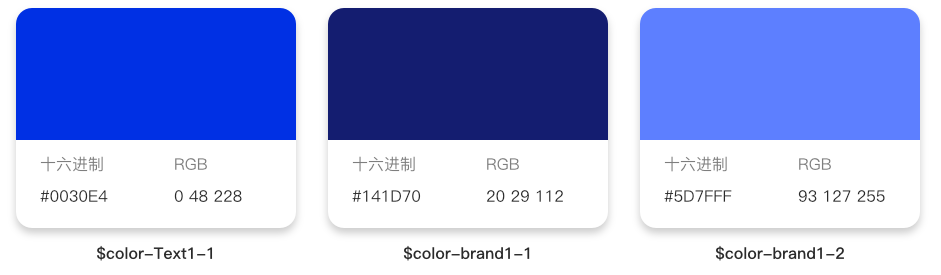 十六进制 RGB
#0030E4 0 48 228
$color-Text1-1
十六进制 RGB
#141D70 20 29 112
$color-brand1-1
十六进制 RGB
#5D7FFF 93 127 255
$color-brand1-2